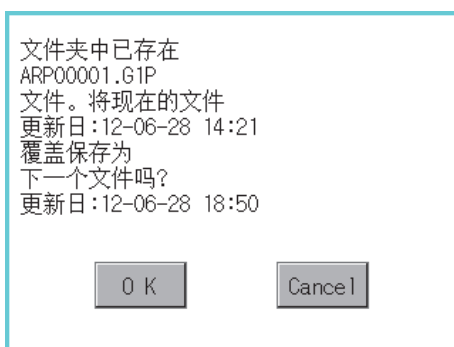 文件夹中已存在
ARP00001.G1P
文件。将现在的文件
更新日:12-06-28 14:21
覆盖保存为
下一个文件吗?
更新日:12-06-28 18:50
OK
Cancel